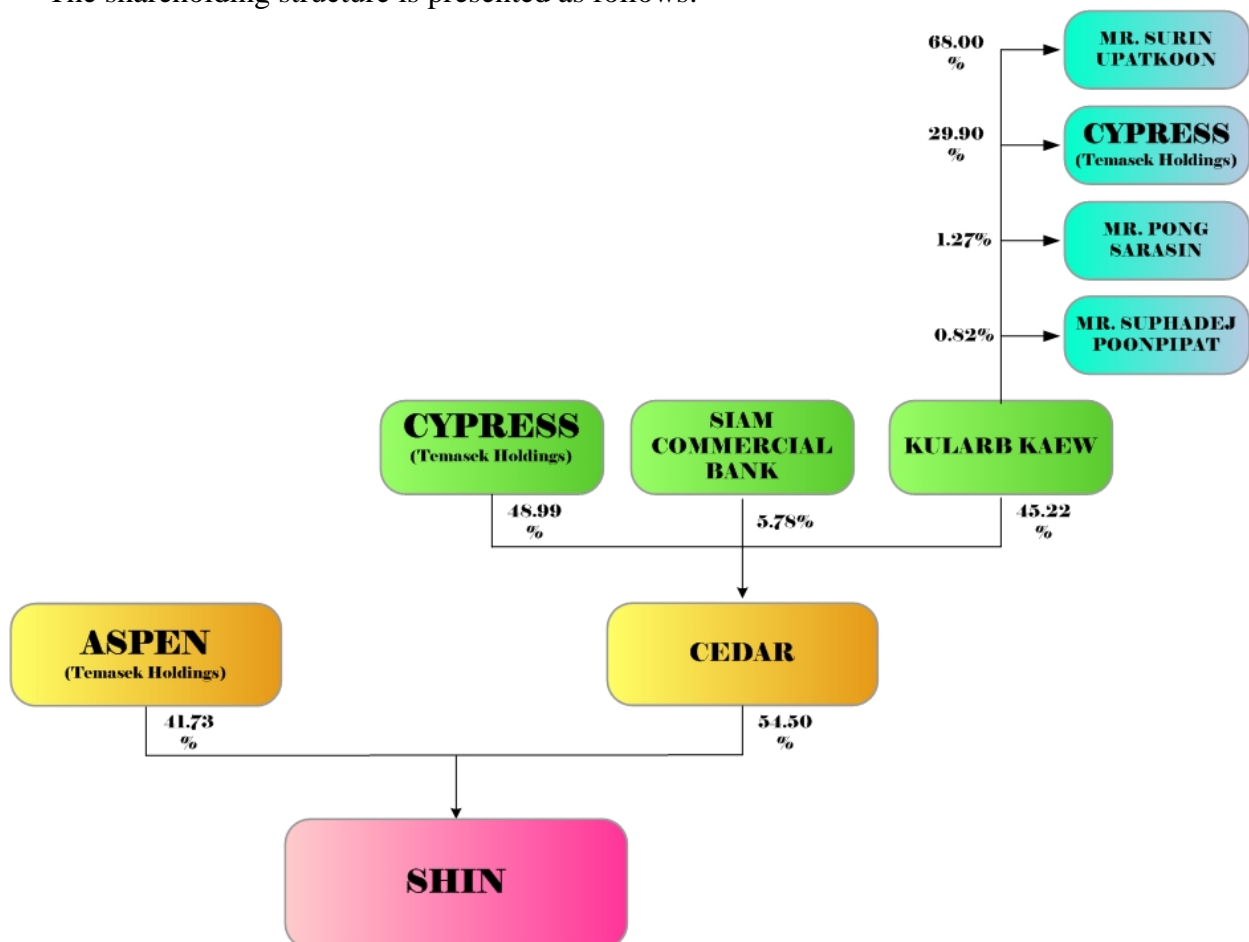 The shareholding structure is presented as follows:
68.00
%
MR. SURIN
UPATKOON
29.90
%
CYPRESS
(Temasek Holdings)
1.27%
MR. PONG
SARASIN
0.82%
MR. SUPHADEJ
POONPIPAT
CYPRESS
(Temasek Holdings)
SIAM
COMMERCIAL
BANK
KULARB KAEW
48.99
%
5.78%
45.22
%
ASPEN
(Temasek Holdings)
CEDAR
41.73
%
54.50
%
SHIN